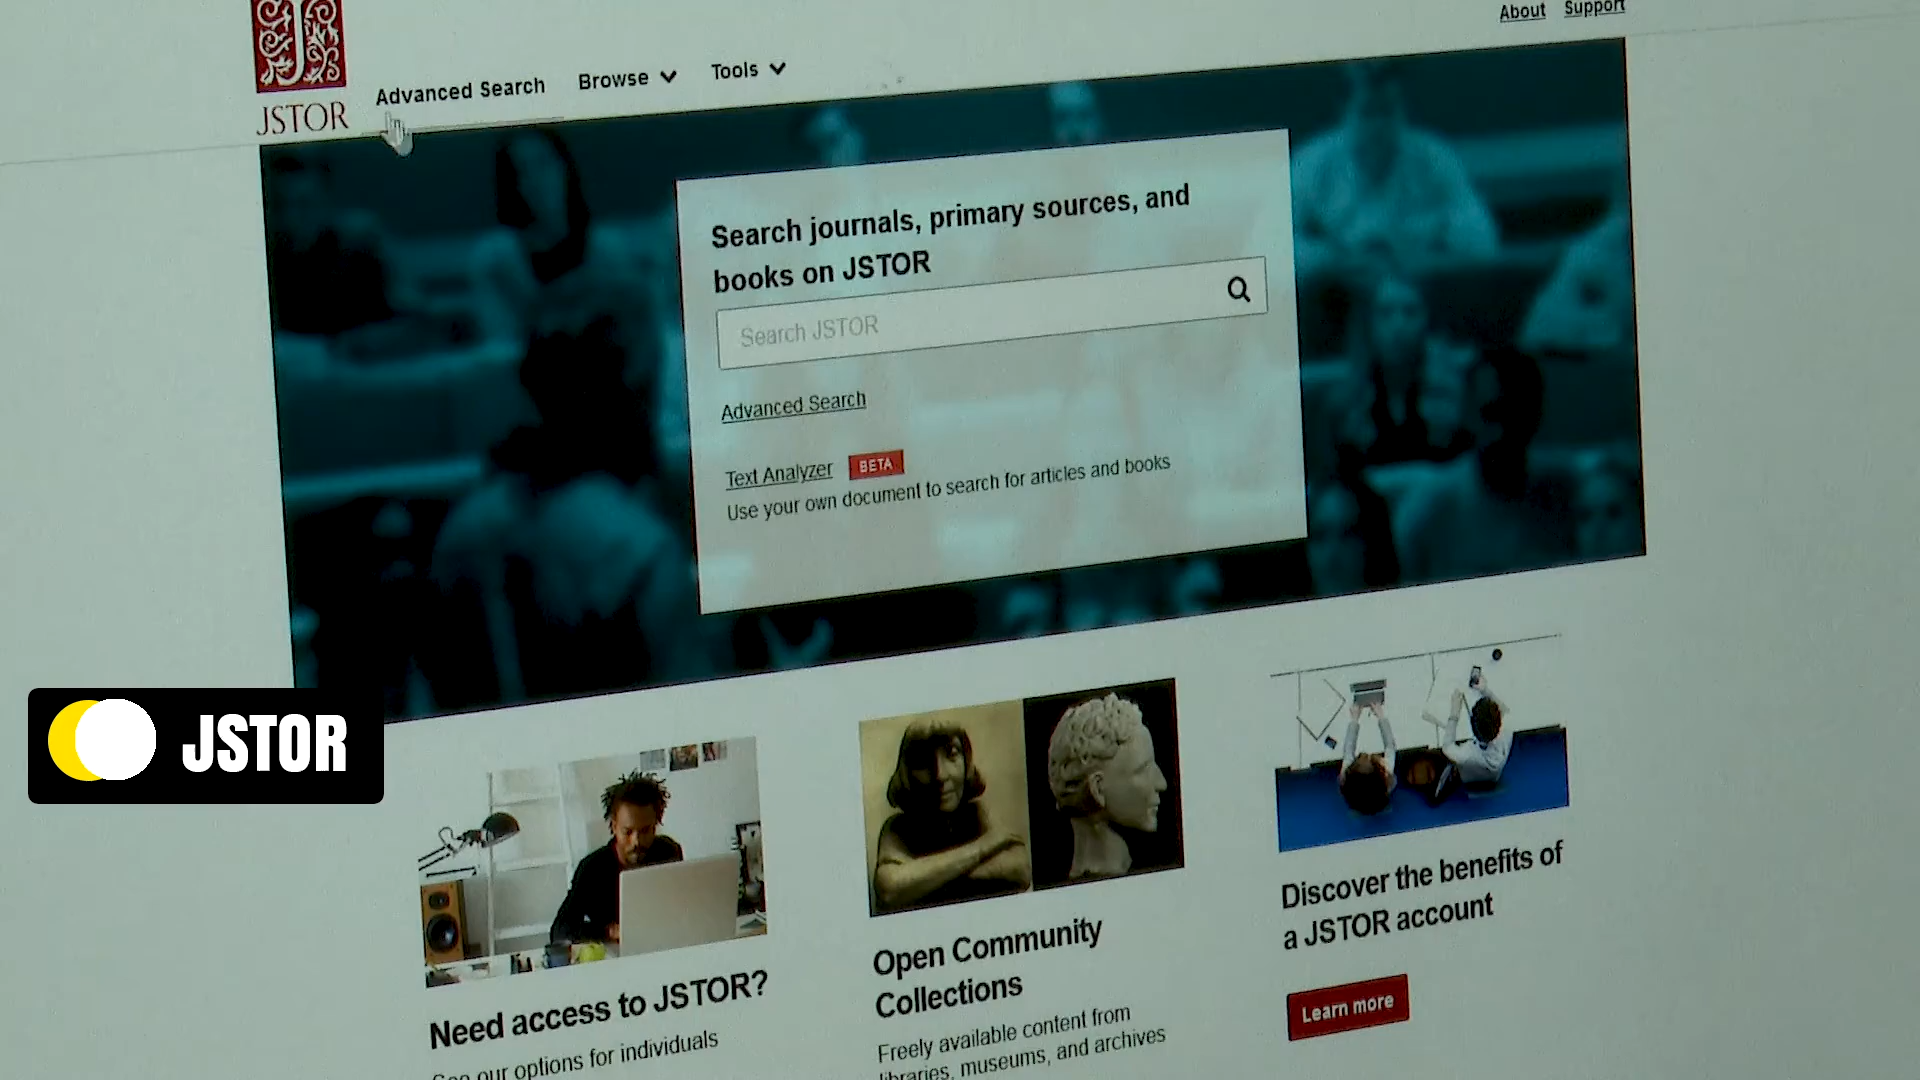 About Support
JSTOR
Advanced Search Browse Tools
Search journals, primary sources, and
books on JSTOR
Search JSTOR
Advanced Search
Text Analyzer BETA
Use your own document to search for articles and books
JSTOR
Need access to JSTOR?
See our options for individuals
Open Community
Collections
Freely available content from
libraries, museums, and archives
Discover the benefits of
a JSTOR account
Learn more